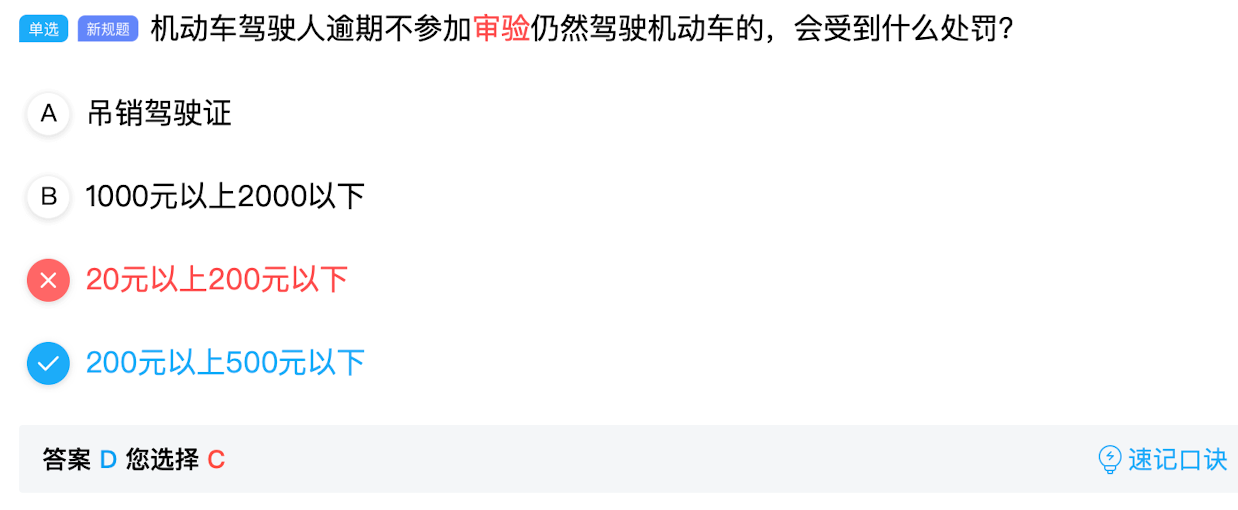 单选 新规题 机动车驾驶人逾期不参加审验仍然驾驶机动车的，会受到什么处罚？
A 吊销驾驶证
B 1000元以上2000以下
20元以上200元以下
200元以上500元以下
答案 D 您选择 C 速记口诀